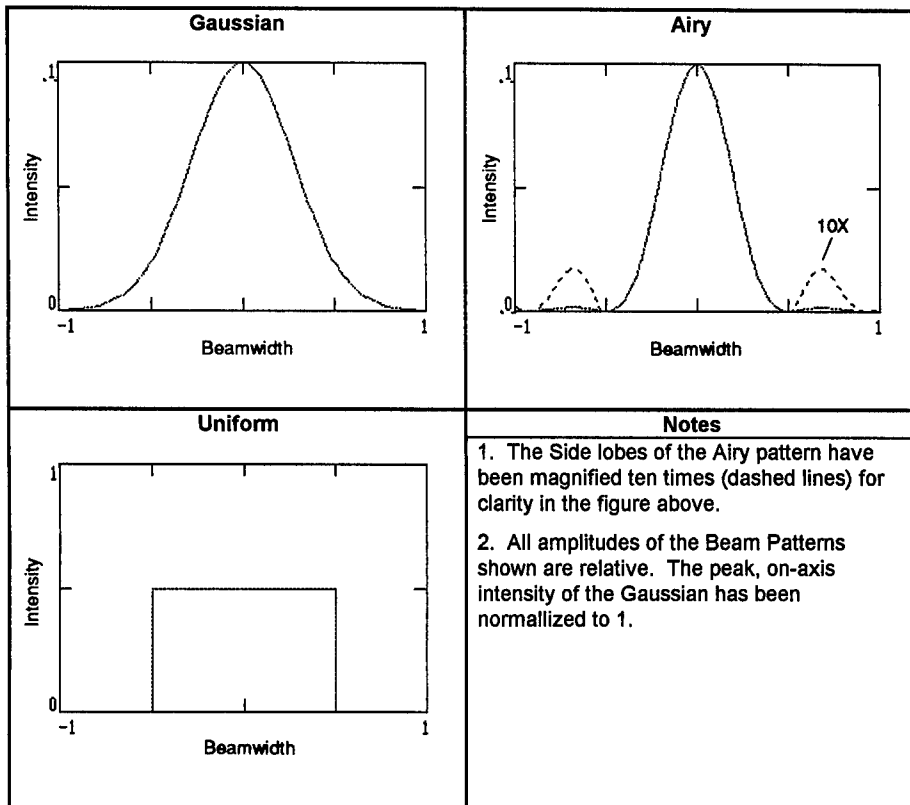 Gaussian
.1
Intensity
0
-1
1
Beamwidth
Airy
.1
Intensity
10X
.0
-1
1
Beamwidth
Uniform
1
Intensity
0
-1
1
Beamwidth
Notes
1. The Side lobes of the Airy pattern have
been magnified ten times (dashed lines) for
clarity in the figure above.
2. All amplitudes of the Beam Patterns
shown are relative. The peak, on-axis
intensity of the Gaussian has been
normallized to 1.